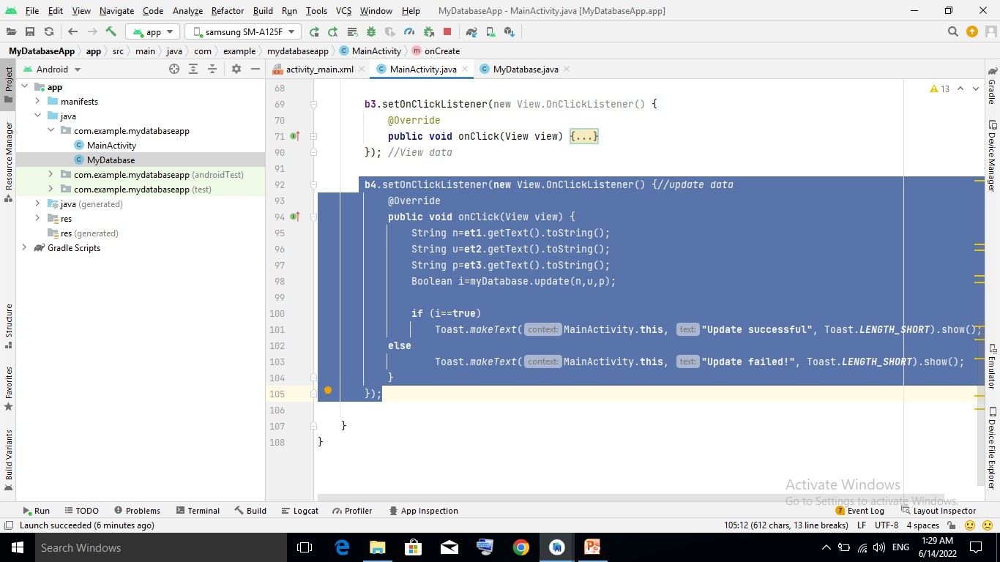 File Edit View Navigate Code Analyze Refactor Build Run Tools VCS Window Help MyDatabaseApp - MainActivity.java [MyDatabaseApp.app]
app samsung SM-A125F
MyDatabaseApp app src main java com example mydatabaseapp MainActivity onCreate
Project
Resource Manager
Structure
Favorites
Build Variants
Android
app
manifests
java
com.example.mydatabaseapp
MainActivity
MyDatabase
com.example.mydatabaseapp (androidTest)
com.example.mydatabaseapp (test)
java (generated)
res
res (generated)
Gradle Scripts
activity_main.xml MainActivity.java MyDatabase.java
13
68
69 b3.setOnClickListener(new View.OnClickListener() {
70 @Override
71 public void onClick(View view) {...}
90 }); //View data
91
92 b4.setOnClickListener(new View.OnClickListener() {//update data
93 @Override
94 public void onClick(View view) {
95 String n=et1.getText().toString();
96 String u=et2.getText().toString();
97 String p=et3.getText().toString();
98 Boolean i=myDatabase.update(n,u,p);
99
100 if (i==true)
101 Toast.makeText( context: MainActivity.this, text: "Update successful", Toast.LENGTH_SHORT).show();
102 else
103 Toast.makeText( context: MainActivity.this, text: "Update failed!", Toast.LENGTH_SHORT).show();
104 }
105 });
106
107 }
108 }
Gradle
Device Manager
Emulator
Device File Explorer
Activate Windows
Go to Settings to activate Windows.
Run TODO Problems Terminal Build Logcat Profiler App Inspection 7 Event Log Layout Inspector
Launch succeeded (6 minutes ago) 105:12 (612 chars, 13 line breaks) LF UTF-8 4 spaces
Search Windows
ENG
1:29 AM
6/14/2022